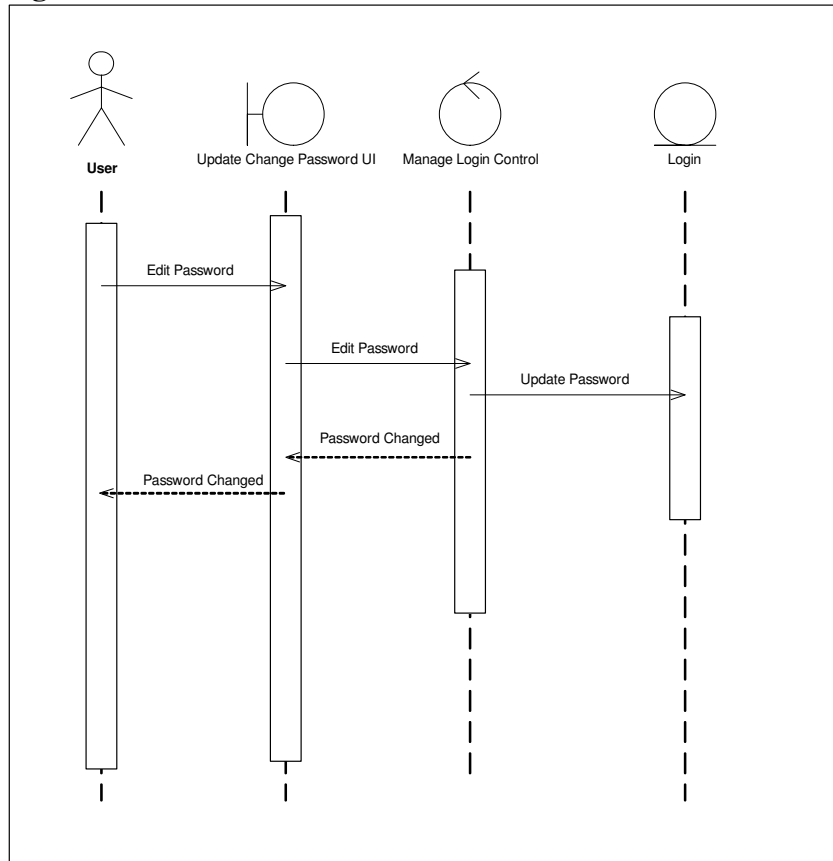 User
Update Change Password UI
Manage Login Control
Login
Edit Password
Edit Password
Update Password
Password Changed
Password Changed